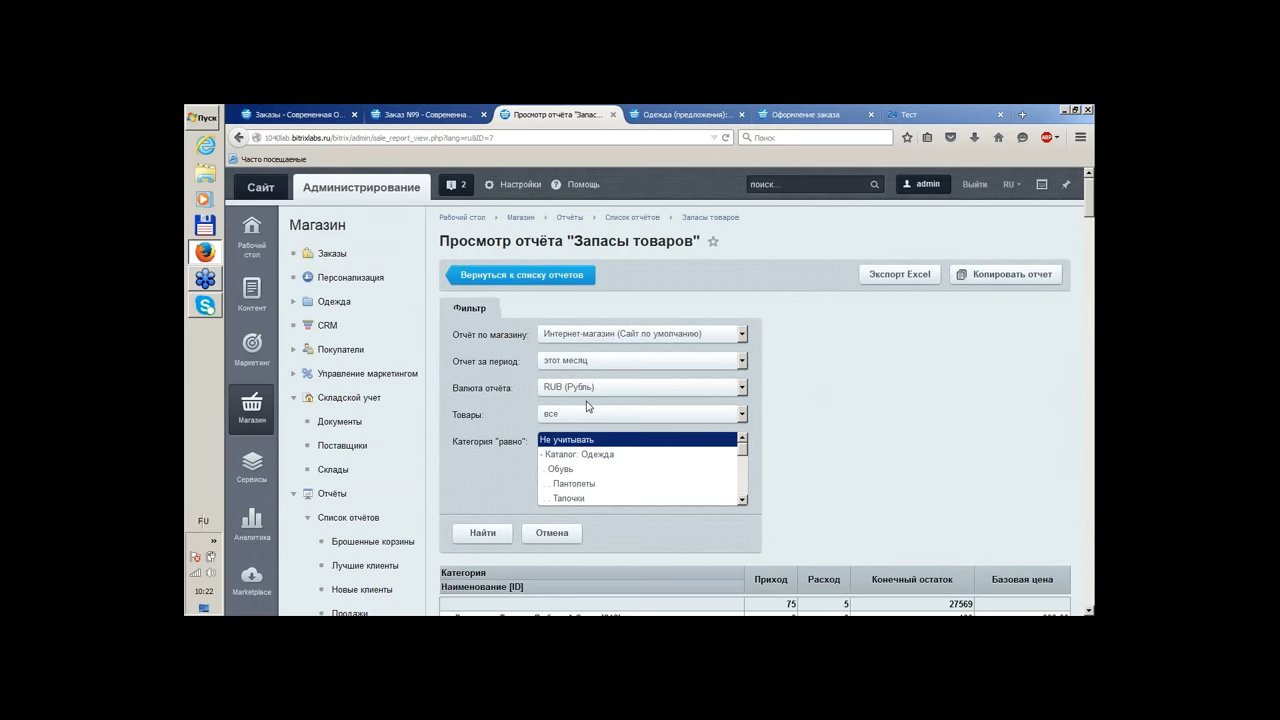 Пуск
Заказы - Современная О...
Заказ №9 - Современна...
Просмотр отчёта "Запас...
Одежда (предложения):...
Оформление заказа
24 Тест
1040lab.bitrixlabs.ru/bitrix/admin/sale_report_view.php?lang=ru&ID=7
Поиск
ABP
Часто посещаемые
Сайт
Администрирование
2
Настройки
Помощь
поиск...
admin
Выйти
RU
Рабочий стол
Контент
Маркетинг
Магазин
Сервисы
Аналитика
Marketplace
Магазин
Заказы
Персонализация
Одежда
CRM
Покупатели
Управление маркетингом
Складской учет
Документы
Поставщики
Склады
Отчёты
Список отчётов
Брошенные корзины
Лучшие клиенты
Новые клиенты
Продажи
Рабочий стол
Магазин
Отчёты
Список отчётов
Запасы товаров
Просмотр отчёта "Запасы товаров"
Вернуться к списку отчетов
Экспорт Excel
Копировать отчет
Фильтр
Отчёт по магазину: Интернет-магазин (Сайт по умолчанию)
Отчет за период: этот месяц
Валюта отчёта: RUB (Рубль)
Товары: все
Категория "равно": Не учитывать
- Каталог: Одежда
. Обувь
. . Пантолеты
. . Тапочки
Найти
Отмена
Категория
Наименование [ID]
Приход
Расход
Конечный остаток
Базовая цена
75
5
27569
RU
10:22